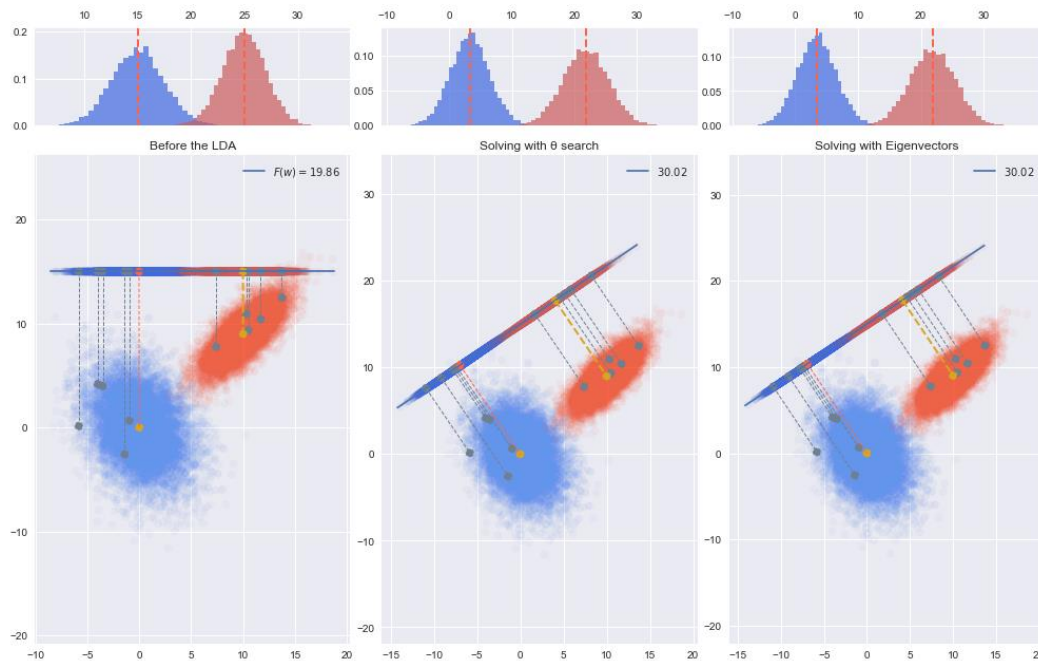 10 15 20 25 30
−10 0 10 20 30
−10 0 10 20 30
0.2
0.1
0.0
0.10
0.05
0.00
0.10
0.05
0.00
Before the LDA
Solving with θ search
Solving with Eigenvectors
F(w) = 19.86
30.02
30.02
20
10
0
−10
−20
30
20
10
0
−10
−20
30
20
10
0
−10
−20
−10 −5 0 5 10 15 20
−15 −10 −5 0 5 10 15 20
−15 −10 −5 0 5 10 15 20